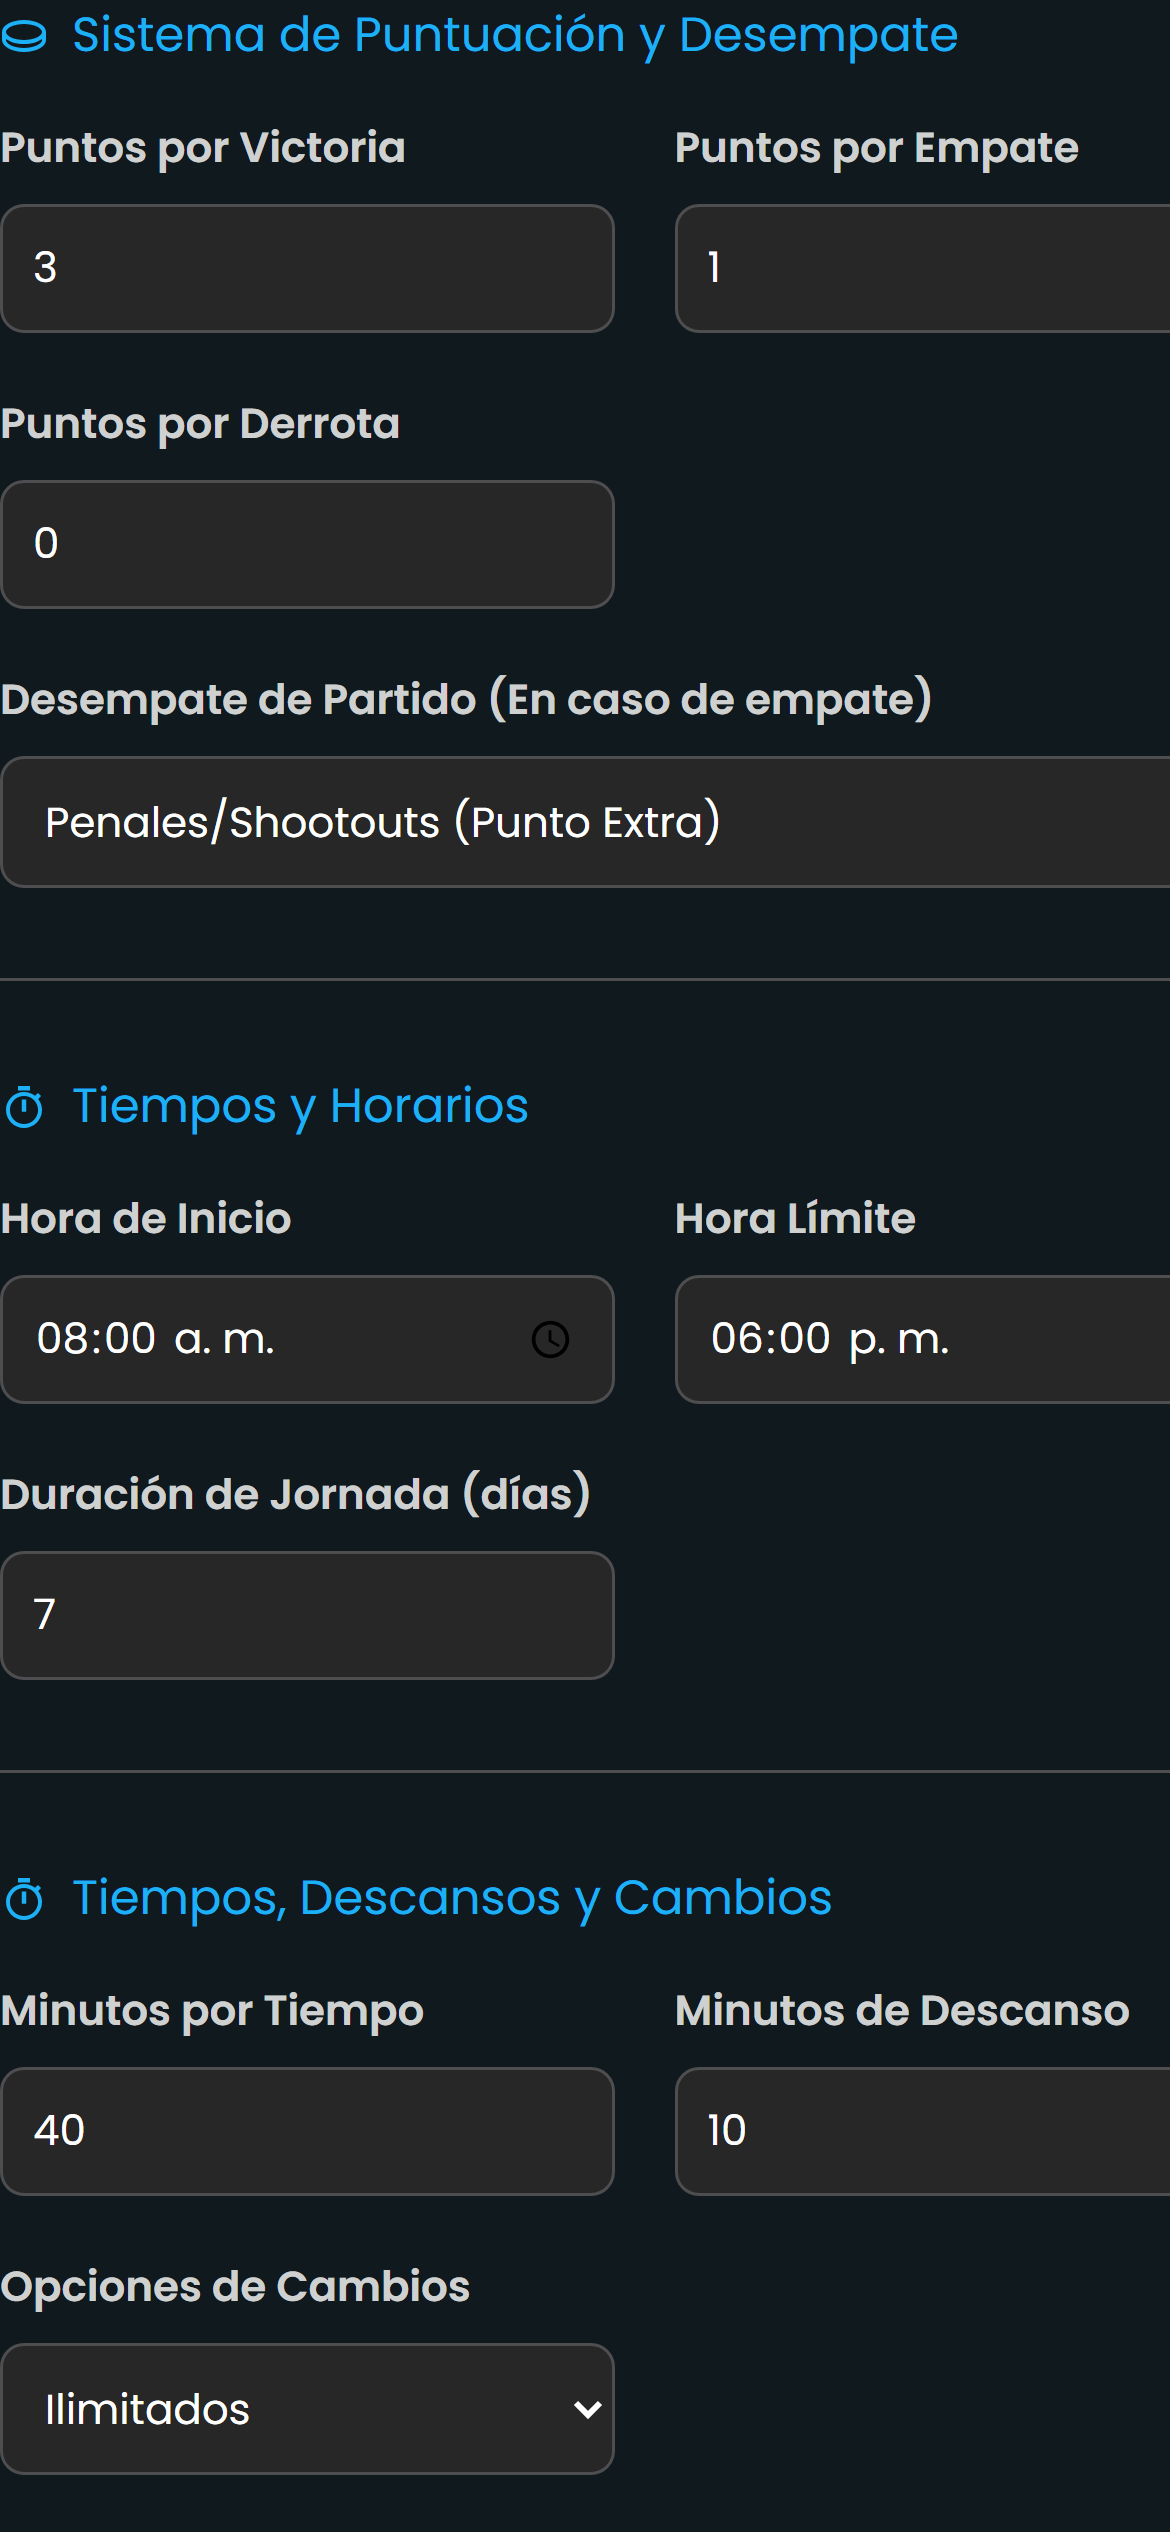 Sistema de Puntuación y Desempate
Puntos por Victoria
Puntos por Empate
3
1
Puntos por Derrota
0
Desempate de Partido (En caso de empate)
Penales/Shootouts (Punto Extra)
Tiempos y Horarios
Hora de Inicio
Hora Límite
08:00 a. m.
06:00 p. m.
Duración de Jornada (días)
7
Tiempos, Descansos y Cambios
Minutos por Tiempo
Minutos de Descanso
40
10
Opciones de Cambios
Ilimitados